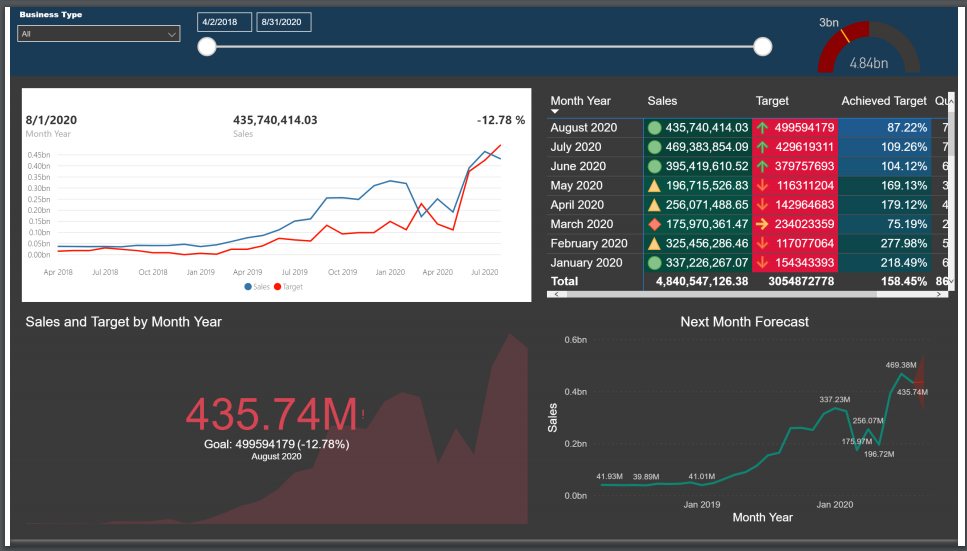 Business Type
All
4/2/2018 8/31/2020
3bn
4.84bn
8/1/2020 435,740,414.03 -12.78 %
Month Year Sales
0.45bn
0.40bn
0.35bn
0.30bn
0.25bn
0.20bn
0.15bn
0.10bn
0.05bn
0.00bn
Apr 2018 Jul 2018 Oct 2018 Jan 2019 Apr 2019 Jul 2019 Oct 2019 Jan 2020 Apr 2020 Jul 2020
Sales Target
Month Year Sales Target Achieved Target Qu
August 2020 435,740,414.03 499594179 87.22% 7
July 2020 469,383,854.09 429619311 109.26% 7
June 2020 395,419,610.52 379757693 104.12% 6
May 2020 196,715,526.83 116311204 169.13% 3
April 2020 256,071,488.65 142964683 179.12% 4
March 2020 175,970,361.47 234023359 75.19% 2
February 2020 325,456,286.46 117077064 277.98% 5
January 2020 337,226,267.07 154343393 218.49% 6
Total 4,840,547,126.38 3054872778 158.45% 86
Sales and Target by Month Year
435.74M!
Goal: 499594179 (-12.78%)
August 2020
Next Month Forecast
0.6bn
0.4bn
0.2bn
0.0bn
Sales
41.93M 39.89M 41.01M 337.23M 175.97M 256.07M 196.72M 469.38M 435.74M
Jan 2019 Jan 2020
Month Year